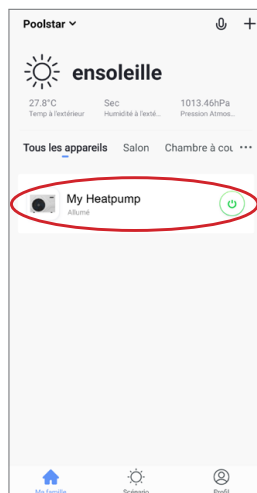 Poolstar
ensoleille
27.8°C Sec 1013.46hPa
Temp à l'extérieur Humidité à l'exté... Pression Atmos...
Tous les appareils Salon Chambre à cou ...
My Heatpump
Allumé
Ma famille Scénario Profil